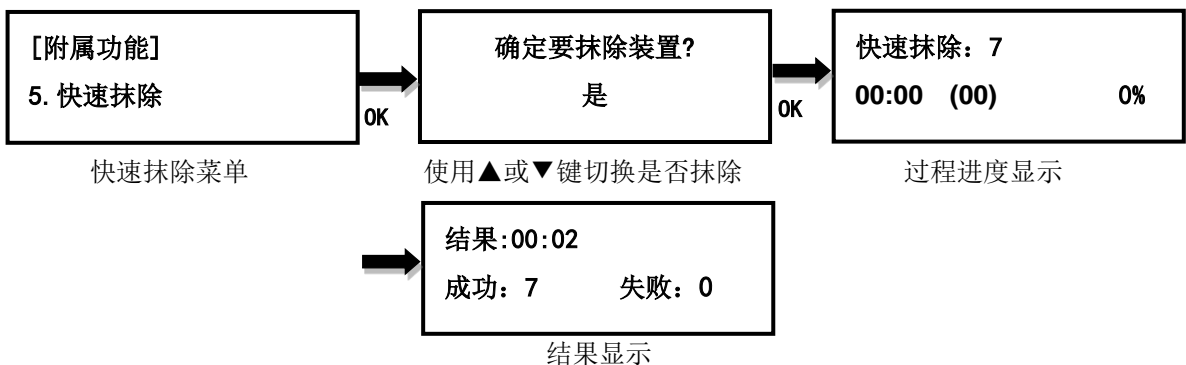 [附属功能]
5.快速抹除
OK
快速抹除菜单
确定要抹除装置?
是
OK
使用▲或▼键切换是否抹除
快速抹除：7
00:00 (00) 0%
过程进度显示
结果:00:02
成功：7 失败：0
结果显示